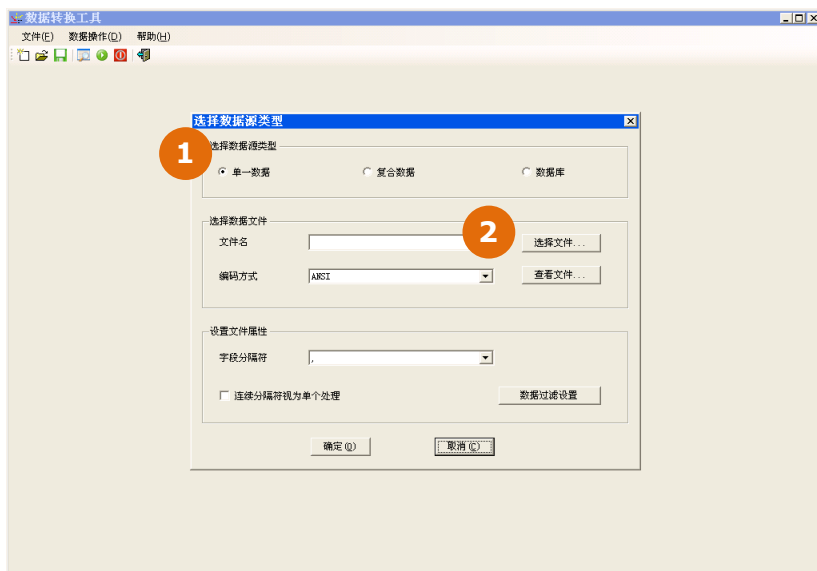 数据转换工具
文件(F) 数据操作(D) 帮助(H)
选择数据源类型
1
选择数据源类型
单一数据 复合数据 数据库
选择数据文件
2
文件名 选择文件...
编码方式 ANSI 查看文件...
设置文件属性
字段分隔符 ,
连续分隔符视为单个处理 数据过滤设置
确定(O) 取消(C)